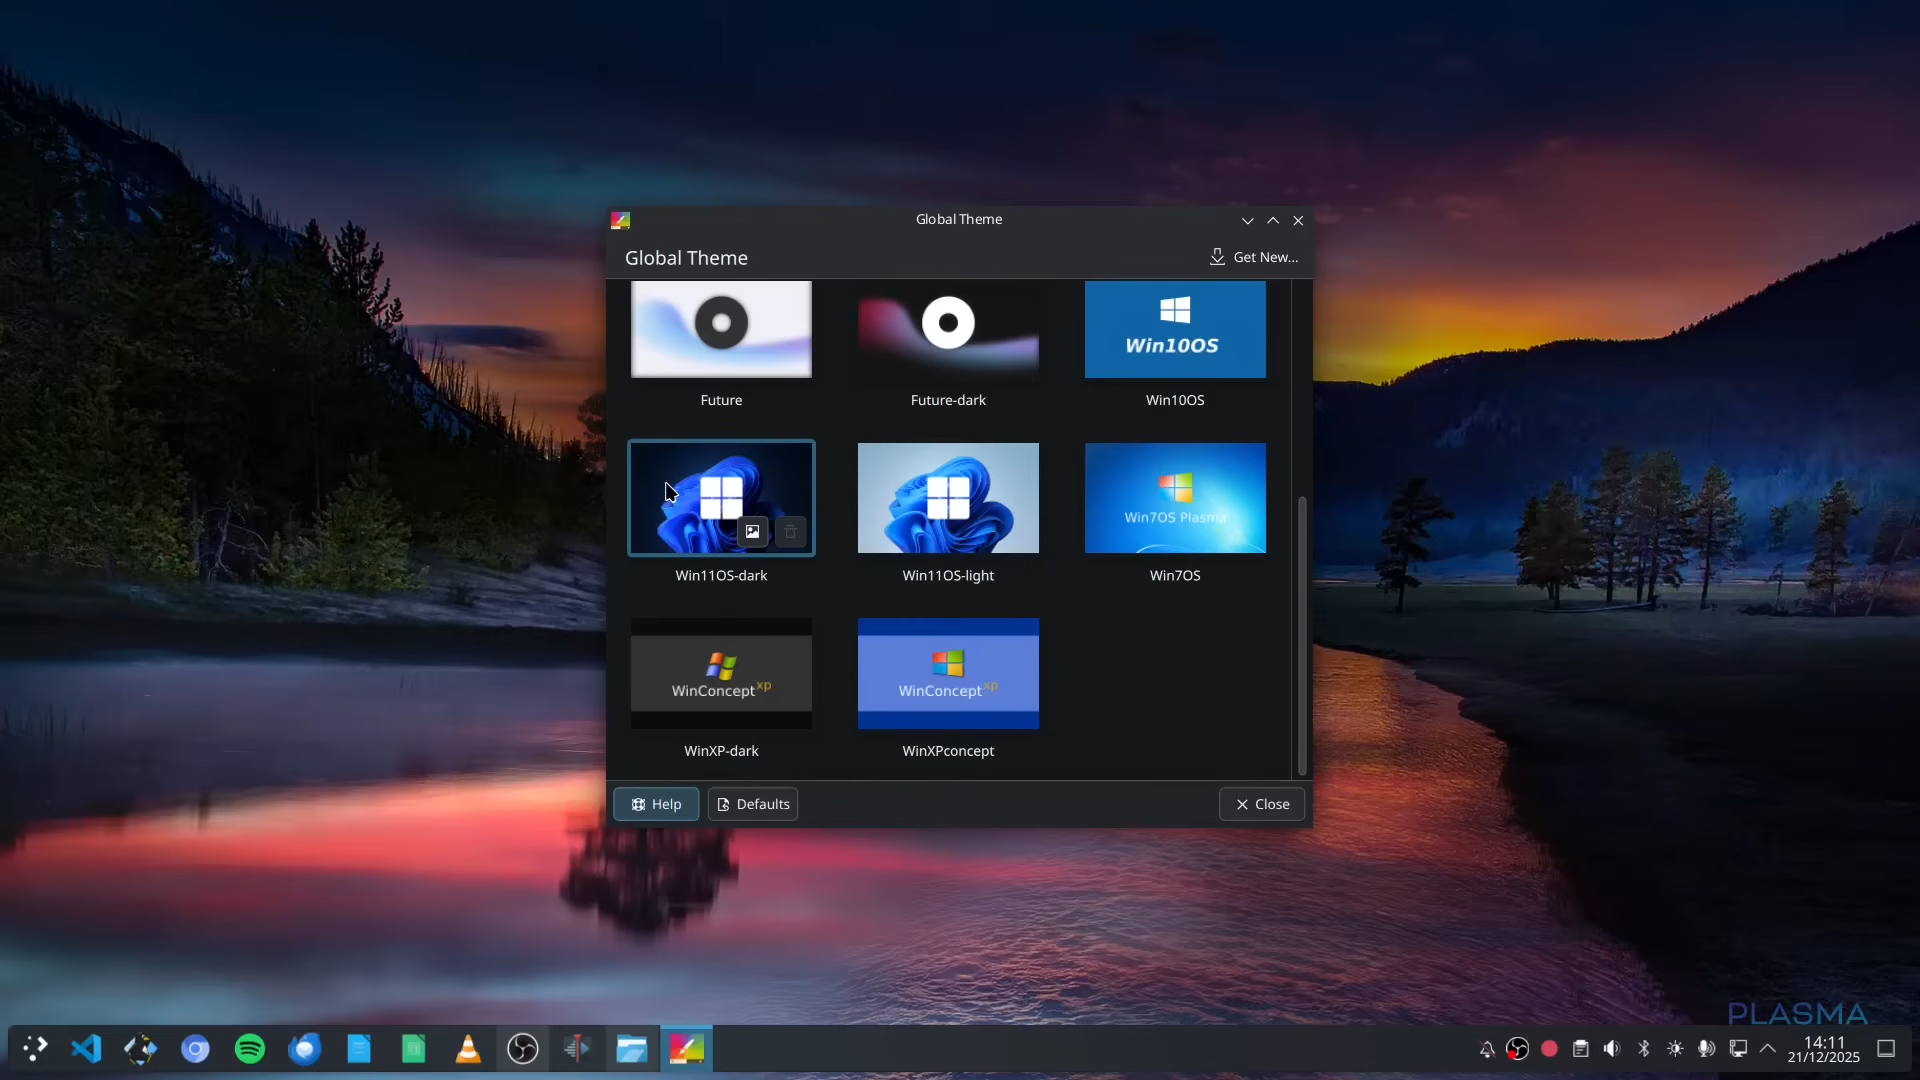 Global Theme
Global Theme
Get New...
Win10OS
Future
Future-dark
Win10OS
Win7OS Plasma
Win11OS-dark
Win11OS-light
Win7OS
WinConcept xp
WinConcept xp
WinXP-dark
WinXPconcept
Help
Defaults
Close
PLASMA
14:11
21/12/2025